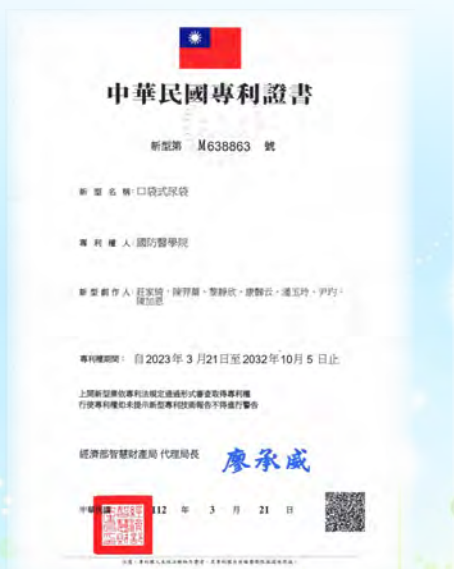 中華民國專利證書
新型第 M638863 號
新型名稱：口袋式尿袋
專利權人：國防醫學院
新型創作人：莊家綺、陳羿蓁、黎靜欣、康馡云、潘玉玲、尹玓、
陳加恩
專利權期間： 自2023年 3 月21日至 2032年10月 5 日止
上開新型業依專利法規定通過形式審查取得專利權
行使專利權如未提示新型專利技術報告不得進行警告
經濟部智慧財產局 代理局長 廖承威
112 年 3 月 21 日